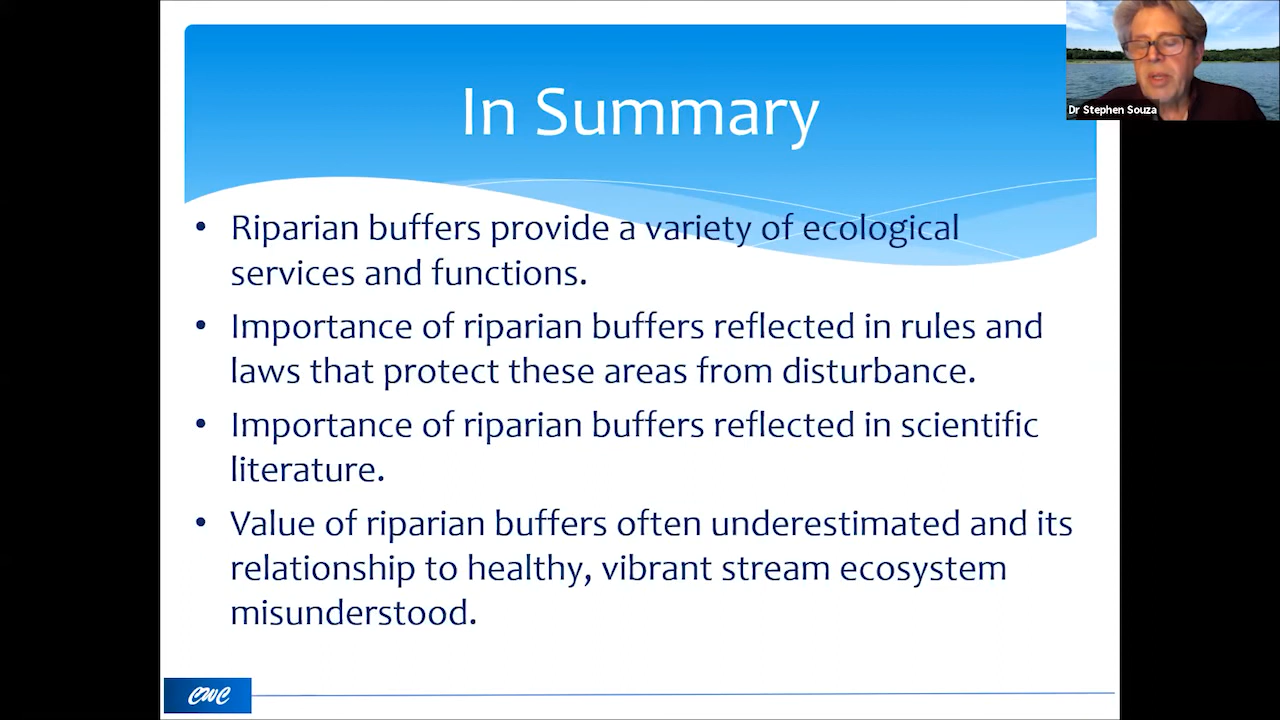 In Summary
Dr Stephen Souza
• Riparian buffers provide a variety of ecological
services and functions.
• Importance of riparian buffers reflected in rules and
laws that protect these areas from disturbance.
• Importance of riparian buffers reflected in scientific
literature.
• Value of riparian buffers often underestimated and its
relationship to healthy, vibrant stream ecosystem
misunderstood.
CWC